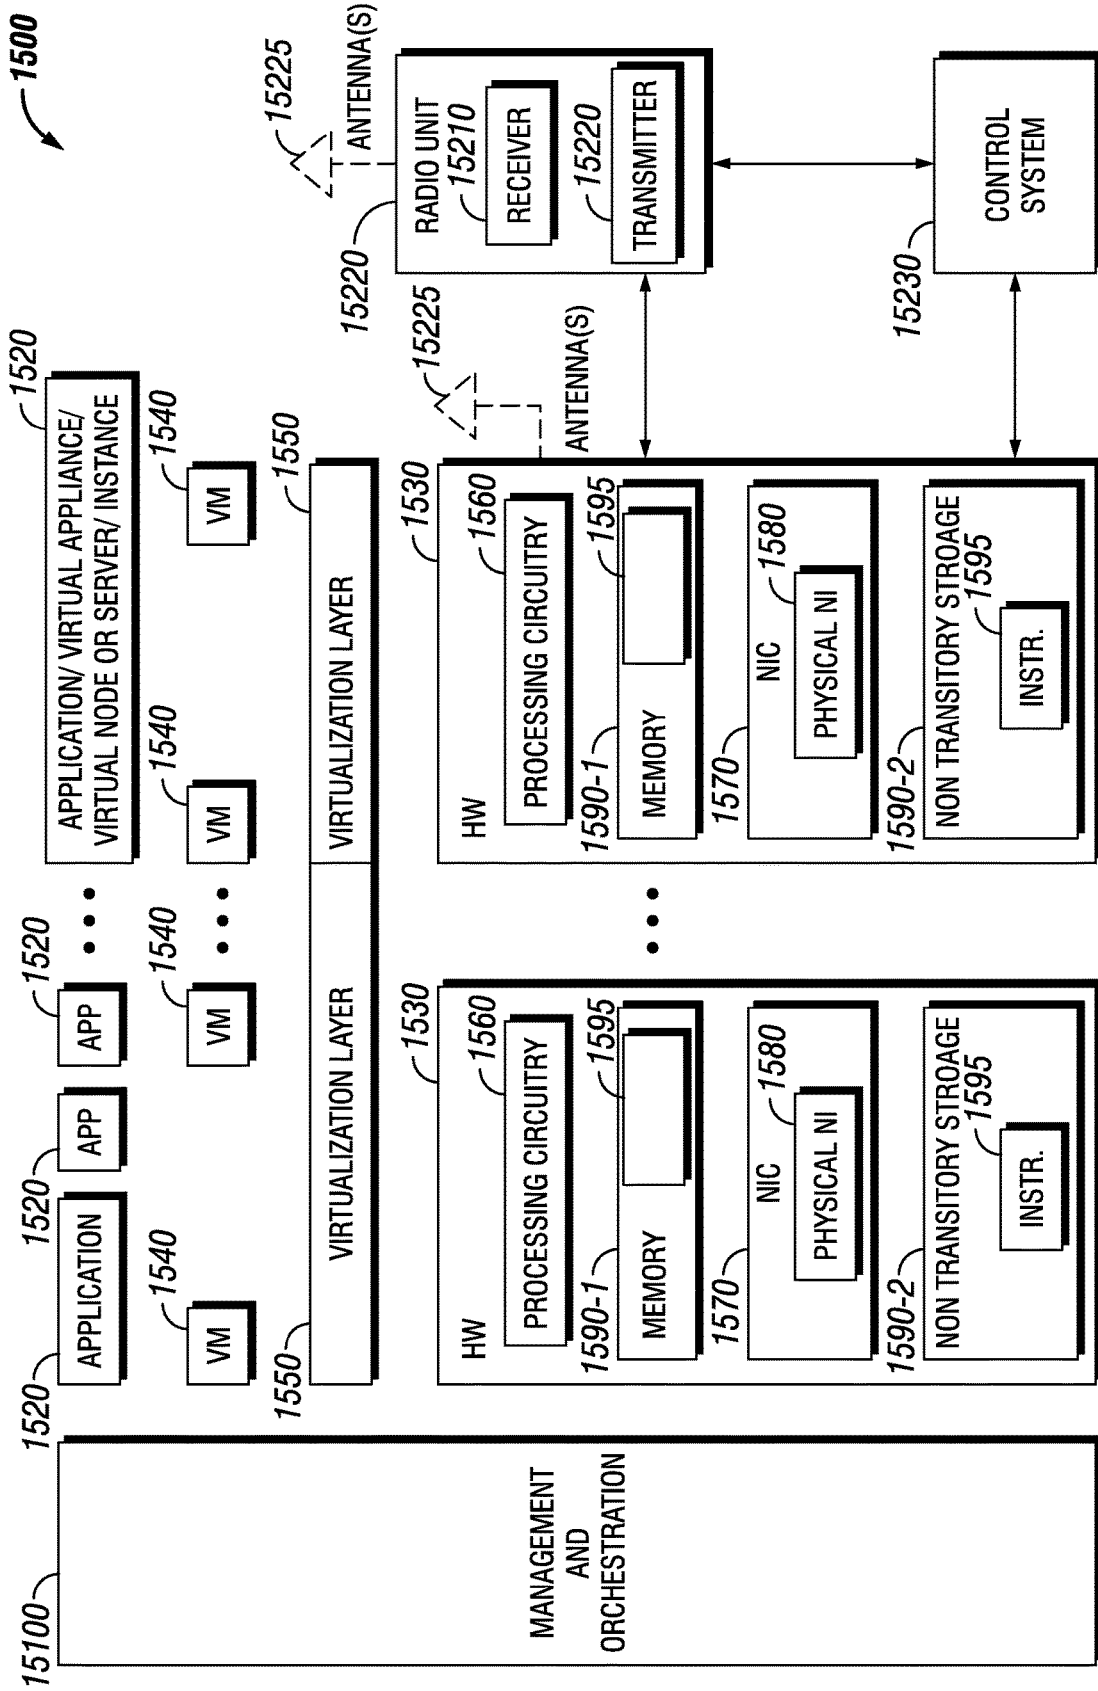 1500
15100
MANAGEMENT
AND
ORCHESTRATION
1520
APPLICATION
1520
APP
1520
APP
1520
APPLICATION/ VIRTUAL APPLIANCE/
VIRTUAL NODE OR SERVER/ INSTANCE
1540
VM
1540
VM
1540
VM
1540
VM
1550
VIRTUALIZATION LAYER
VIRTUALIZATION LAYER
1550
1530
HW
1560
PROCESSING CIRCUITRY
1590-1
MEMORY
1595
1570
NIC
1580
PHYSICAL NI
1590-2
NON TRANSITORY STROAGE
1595
INSTR.
1530
HW
1560
PROCESSING CIRCUITRY
1590-1
MEMORY
1595
1570
NIC
1580
PHYSICAL NI
1590-2
NON TRANSITORY STROAGE
1595
INSTR.
15225
ANTENNA(S)
15225
ANTENNA(S)
15220
RADIO UNIT
15210
RECEIVER
15220
TRANSMITTER
15230
CONTROL
SYSTEM